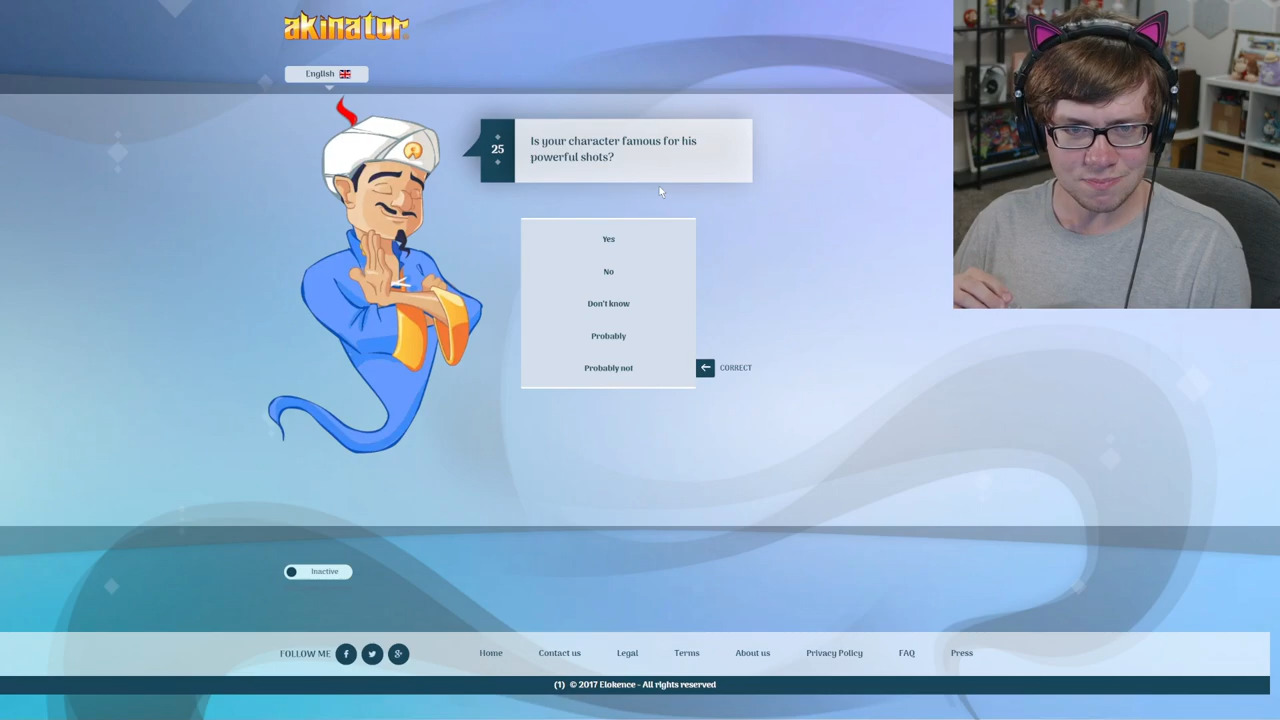 akinator
English
25
Is your character famous for his
powerful shots?
Yes
No
Don't know
Probably
Probably not
CORRECT
Inactive
FOLLOW ME
Home
Contact us
Legal
Terms
About us
Privacy Policy
FAQ
Press
(1) © 2017 Elokence - All rights reserved